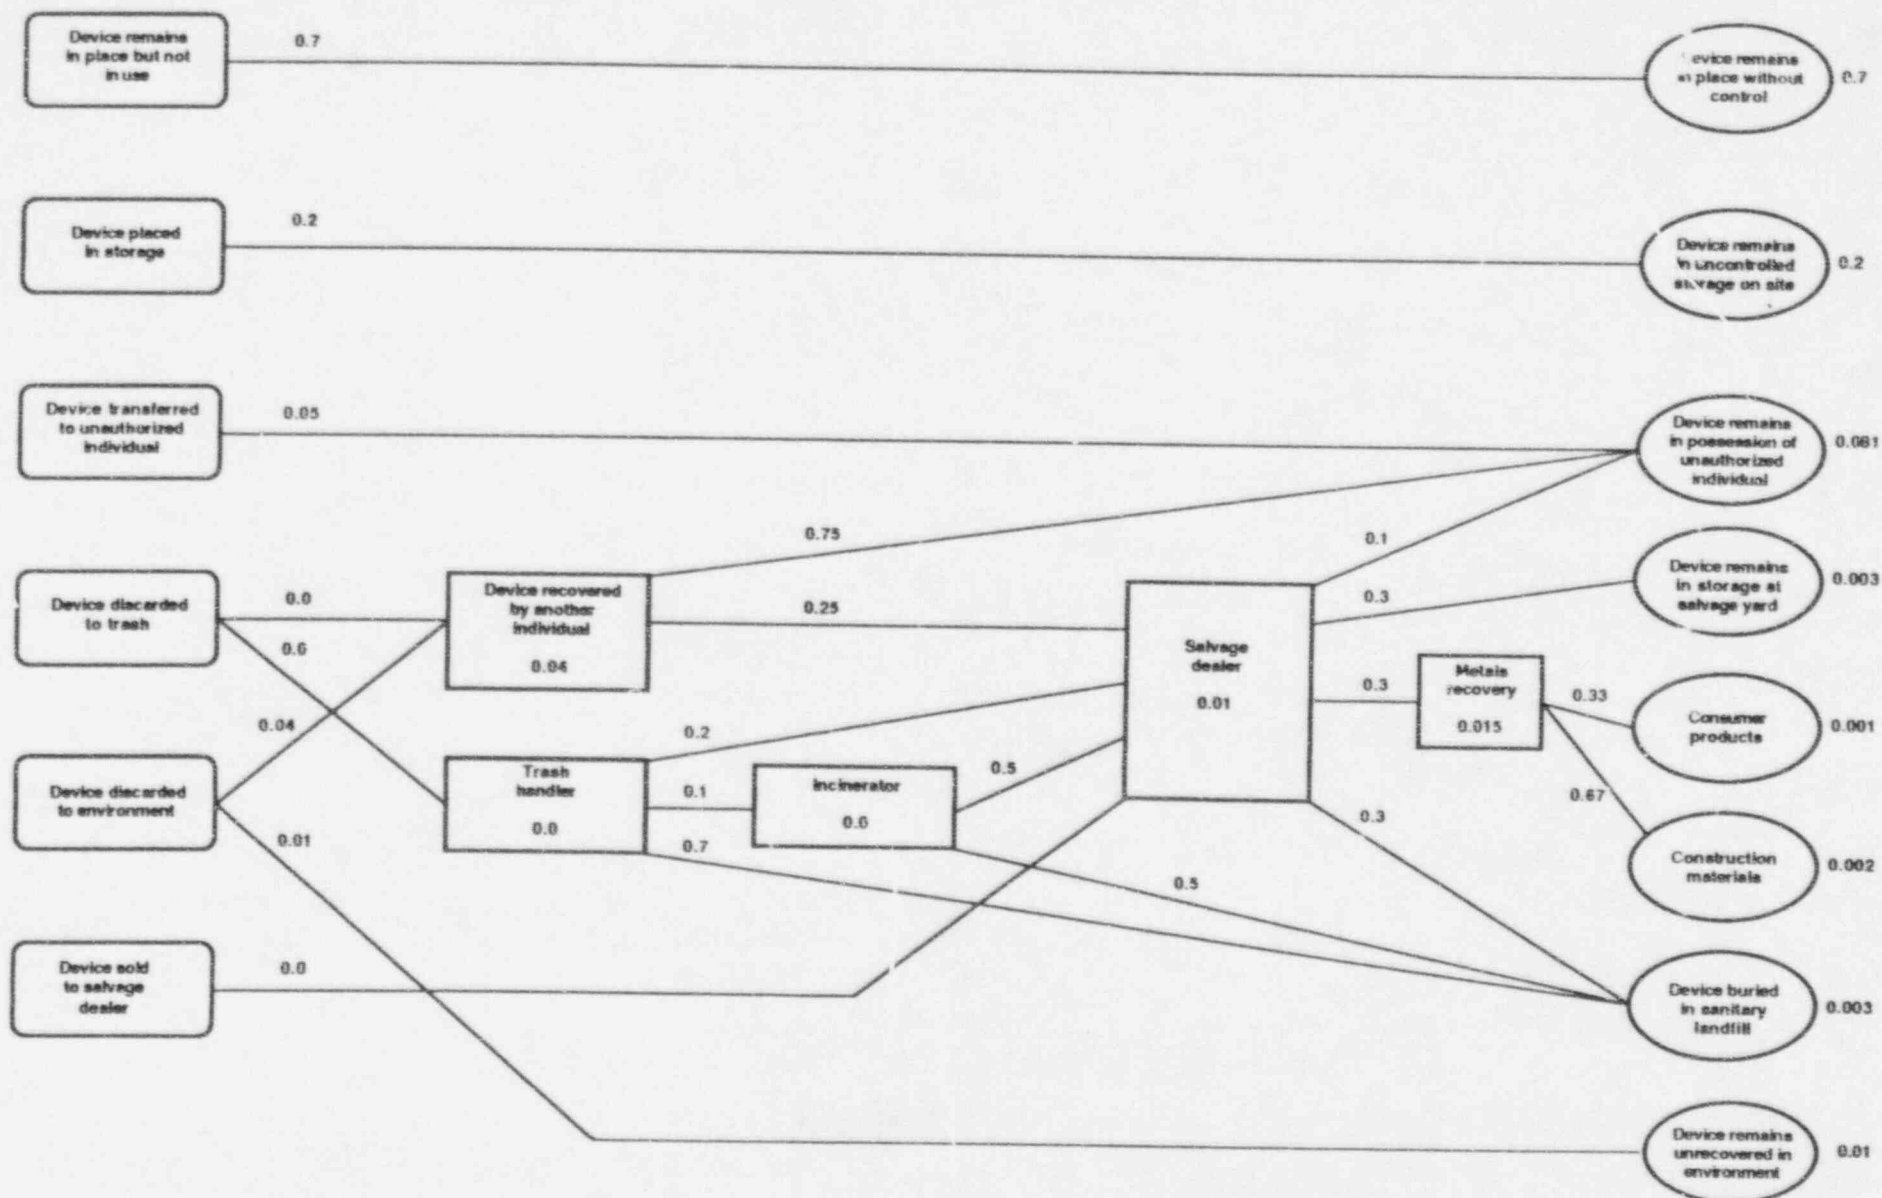 Device remains
in place but not
in use
0.7
evice remains
in place without
control
0.7
Device placed
in storage
0.2
Device remains
in uncontrolled
storage on site
0.2
Device transferred
to unauthorized
individual
0.05
Device remains
in possession of
unauthorized
individual
0.081
0.75
0.1
Device discarded
to trash
0.0
0.0
Device recovered
by another
individual
0.04
0.25
Salvage
dealer
0.01
0.3
Device remains
in storage at
salvage yard
0.003
0.3
Metals
recovery
0.015
0.33
0.67
Consumer
products
0.001
0.04
0.2
Device discarded
to environment
0.01
Trash
handler
0.0
0.1
0.7
Incinerator
0.0
0.5
0.5
0.3
Construction
materials
0.002
Device sold
to salvage
dealer
0.0
Device buried
in sanitary
landfill
0.003
Device remains
unrecovered in
environment
0.01